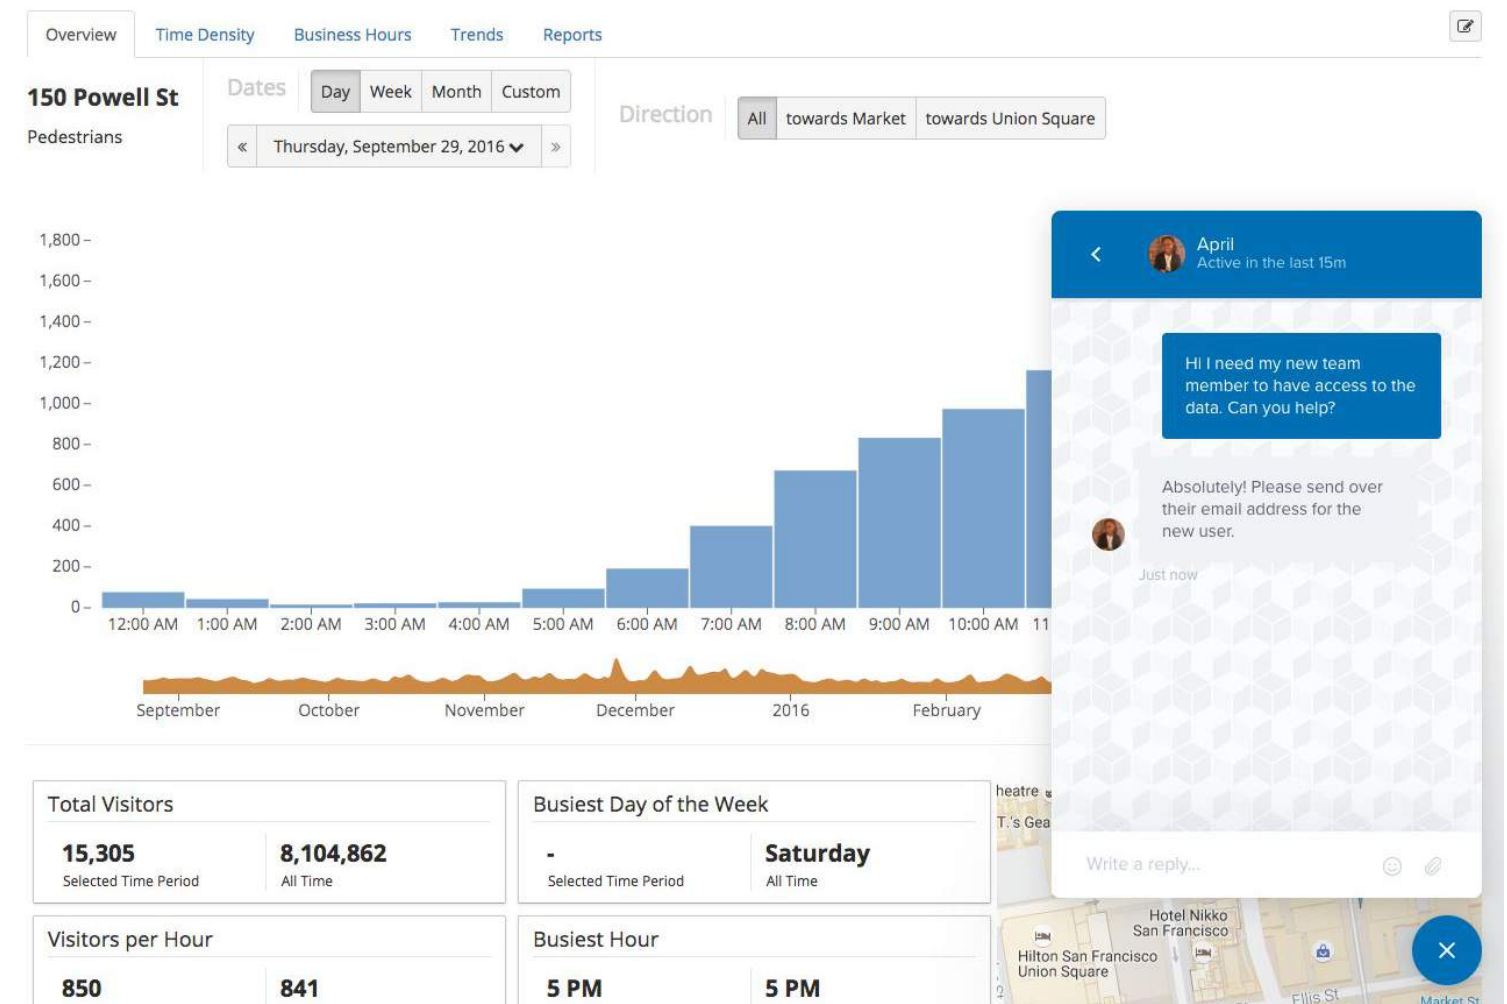 Overview
Time Density
Business Hours
Trends
Reports
150 Powell St
Pedestrians
Dates
Day
Week
Month
Custom
« Thursday, September 29, 2016 »
Direction
All
towards Market
towards Union Square
1,800
1,600
1,400
1,200
1,000
800
600
400
200
0
12:00 AM 1:00 AM 2:00 AM 3:00 AM 4:00 AM 5:00 AM 6:00 AM 7:00 AM 8:00 AM 9:00 AM 10:00 AM 11
September October November December 2016 February
April
Active in the last 15m
Hi I need my new team
member to have access to the
data. Can you help?
Absolutely! Please send over
their email address for the
new user.
Just now
Write a reply...
Total Visitors
15,305
Selected Time Period
8,104,862
All Time
Busiest Day of the Week
-
Selected Time Period
Saturday
All Time
Visitors per Hour
850
841
Busiest Hour
5 PM
5 PM
heatre
T.'s Gea
Hotel Nikko
San Francisco
Hilton San Francisco
Union Square
Ellis St
Market St